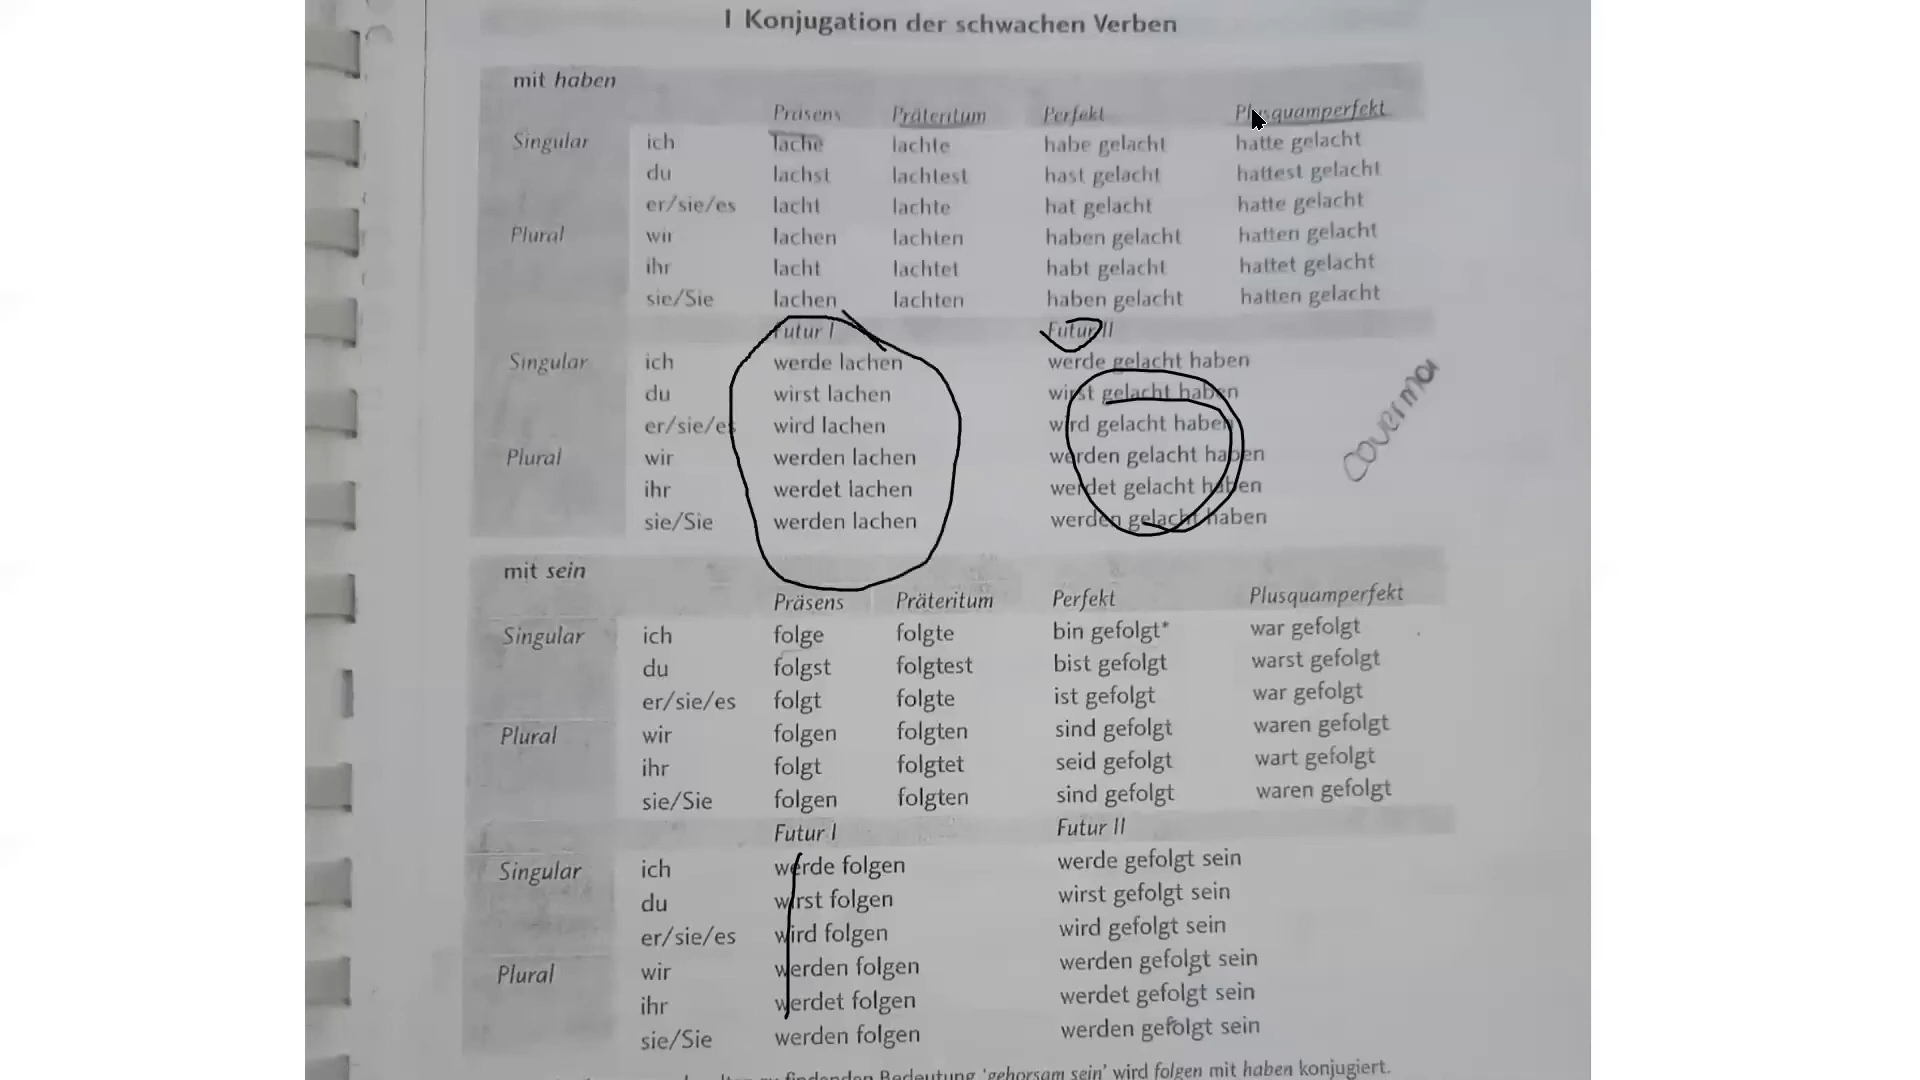 I Konjugation der schwachen Verben
mit haben
Präsens Präteritum Perfekt Plusquamperfekt
Singular ich lache lachte habe gelacht hatte gelacht
du lachst lachtest hast gelacht hattest gelacht
er/sie/es lacht lachte hat gelacht hatte gelacht
Plural wir lachen lachten haben gelacht hatten gelacht
ihr lacht lachtet habt gelacht hattet gelacht
sie/Sie lachen lachten haben gelacht hatten gelacht
Futur I Futur II
Singular ich werde lachen werde gelacht haben
du wirst lachen wirst gelacht haben
er/sie/es wird lachen wird gelacht haben
Plural wir werden lachen werden gelacht haben
ihr werdet lachen werdet gelacht haben
sie/Sie werden lachen werden gelacht haben
mit sein
Präsens Präteritum Perfekt Plusquamperfekt
Singular ich folge folgte bin gefolgt* war gefolgt
du folgst folgtest bist gefolgt warst gefolgt
er/sie/es folgt folgte ist gefolgt war gefolgt
Plural wir folgen folgten sind gefolgt waren gefolgt
ihr folgt folgtet seid gefolgt wart gefolgt
sie/Sie folgen folgten sind gefolgt waren gefolgt
Futur I Futur II
Singular ich werde folgen werde gefolgt sein
du wirst folgen wirst gefolgt sein
er/sie/es wird folgen wird gefolgt sein
Plural wir werden folgen werden gefolgt sein
ihr werdet folgen werdet gefolgt sein
sie/Sie werden folgen werden gefolgt sein
zu findenden Bedeutung 'gehorsam sein' wird folgen mit haben konjugiert.